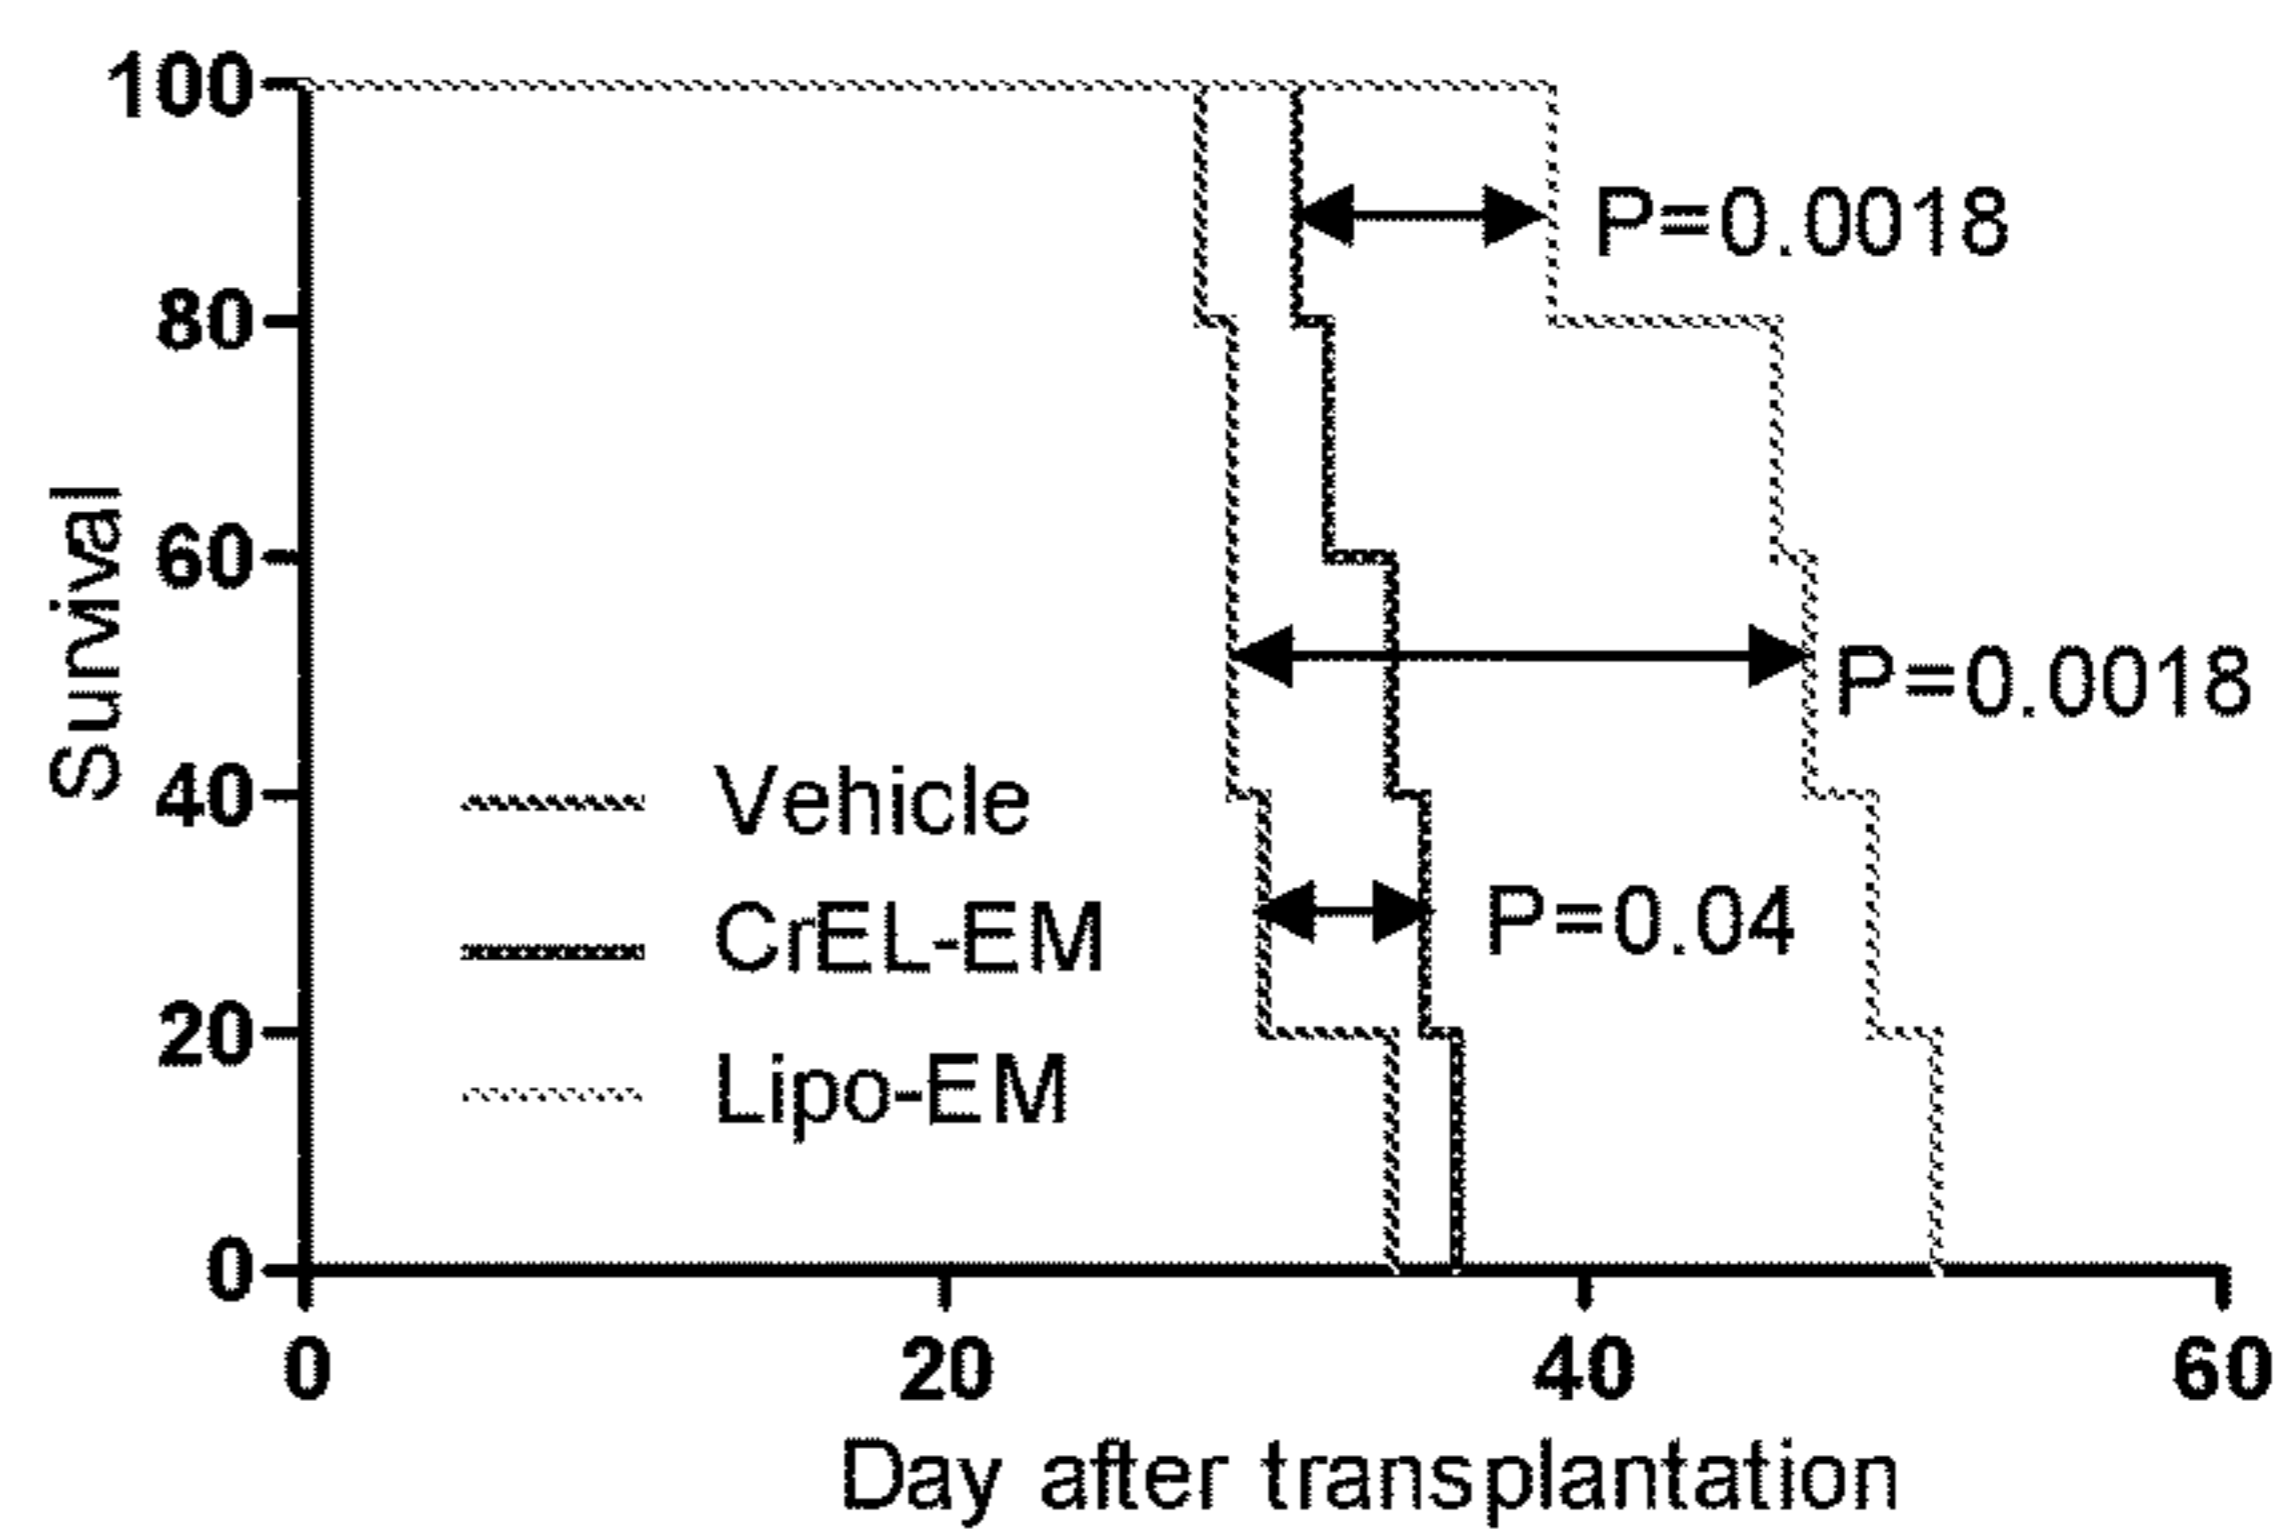 100
80
60
40
20
0
Survival
P=0.0018
P=0.0018
P=0.04
Vehicle
CrEL-EM
Lipo-EM
0 20 40 60
Day after transplantation